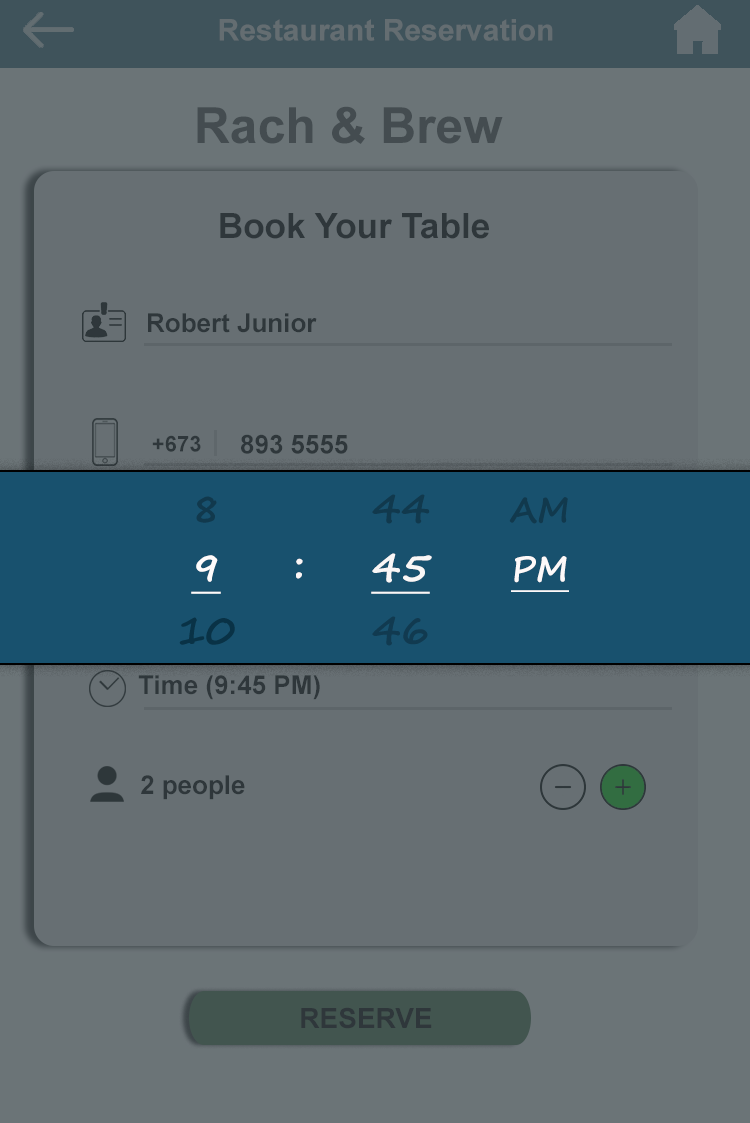 Restaurant Reservation
Rach & Brew
Book Your Table
Robert Junior
+673 893 5555
8 44 AM
9 : 45 PM
10 46
Time (9:45 PM)
2 people
RESERVE